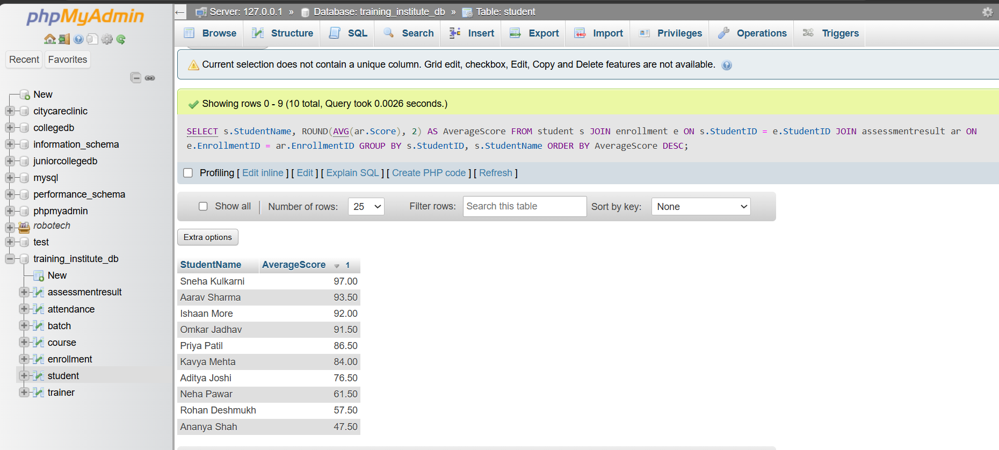 phpMyAdmin
Recent Favorites
New
citycareclinic
collegedb
information_schema
juniorcollegedb
mysql
performance_schema
phpmyadmin
robotech
test
training_institute_db
New
assessmentresult
attendance
batch
course
enrollment
student
trainer
Server: 127.0.0.1 » Database: training_institute_db » Table: student
Browse Structure SQL Search Insert Export Import Privileges Operations Triggers
Current selection does not contain a unique column. Grid edit, checkbox, Edit, Copy and Delete features are not available.
Showing rows 0 - 9 (10 total, Query took 0.0026 seconds.)
SELECT s.StudentName, ROUND(AVG(ar.Score), 2) AS AverageScore FROM student s JOIN enrollment e ON s.StudentID = e.StudentID JOIN assessmentresult ar ON
e.EnrollmentID = ar.EnrollmentID GROUP BY s.StudentID, s.StudentName ORDER BY AverageScore DESC;
Profiling [ Edit inline ] [ Edit ] [ Explain SQL ] [ Create PHP code ] [ Refresh ]
Show all Number of rows: 25 Filter rows: Search this table Sort by key: None
Extra options
StudentName AverageScore 1
Sneha Kulkarni 97.00
Aarav Sharma 93.50
Ishaan More 92.00
Omkar Jadhav 91.50
Priya Patil 86.50
Kavya Mehta 84.00
Aditya Joshi 76.50
Neha Pawar 61.50
Rohan Deshmukh 57.50
Ananya Shah 47.50